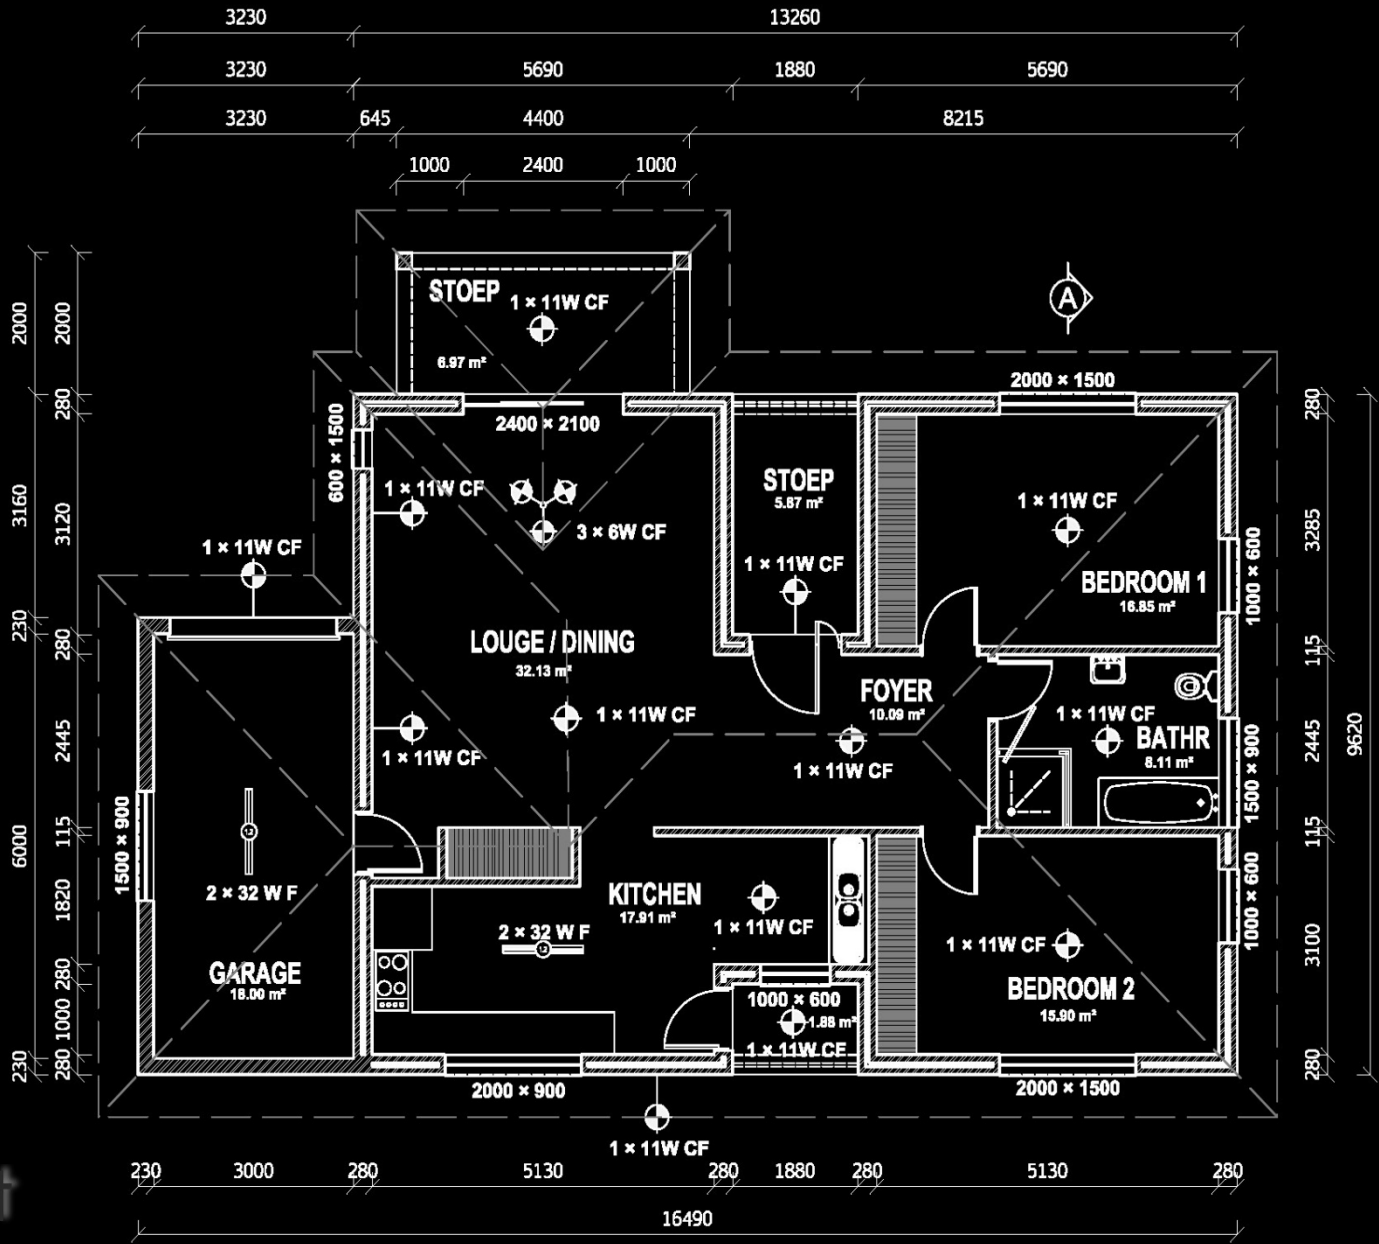 3230 13260
3230 5690 1880 5690
3230 645 4400 8215
1000 2400 1000
STOEP
1 × 11W CF
6.97 m²
A
2000 2000
280
280
2000 × 1500
600 × 1500
2400 × 2100
1 × 11W CF
3 × 6W CF
STOEP
5.87 m²
1 × 11W CF
1 × 11W CF
BEDROOM 1
16.85 m²
1000 × 600
3160 3120
3285
1 × 11W CF
230 280
115
LOUGE / DINING
32.13 m²
FOYER
10.09 m²
1 × 11W CF
1 × 11W CF
1 × 11W CF
1 × 11W CF
BATHR
8.11 m²
1500 × 900
2445
2445
9620
1500 × 900
12
2 × 32 W F
6000 115
115
1820
KITCHEN
17.91 m²
1 × 11W CF
2 × 32 W F
12
1 × 11W CF
1000 × 600
3100
BEDROOM 2
15.90 m²
GARAGE
18.00 m²
280
1000
1000 × 600
1.88 m²
1 × 11W CF
230 280
280
2000 × 900
2000 × 1500
1 × 11W CF
230 3000 280 5130 280 1880 280 5130 280
16490